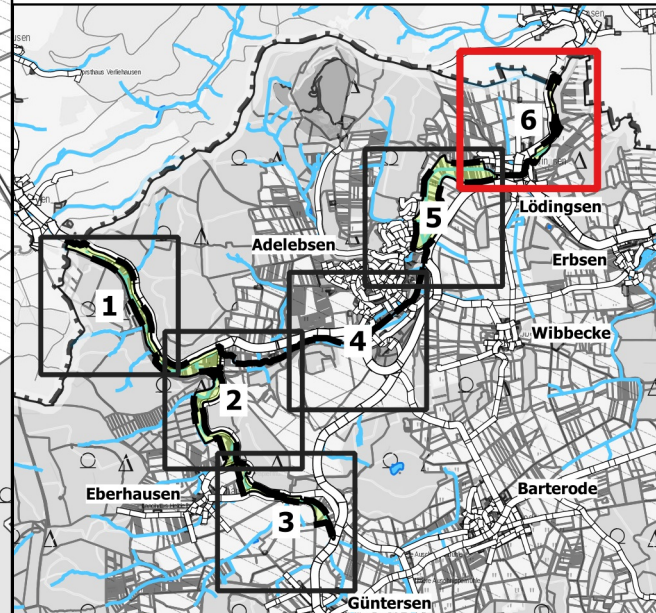 6
5
Lödingsen
Adelebsen
Erbsen
1
4
Wibbecke
2
Eberhausen
Barterode
3
Güntersen